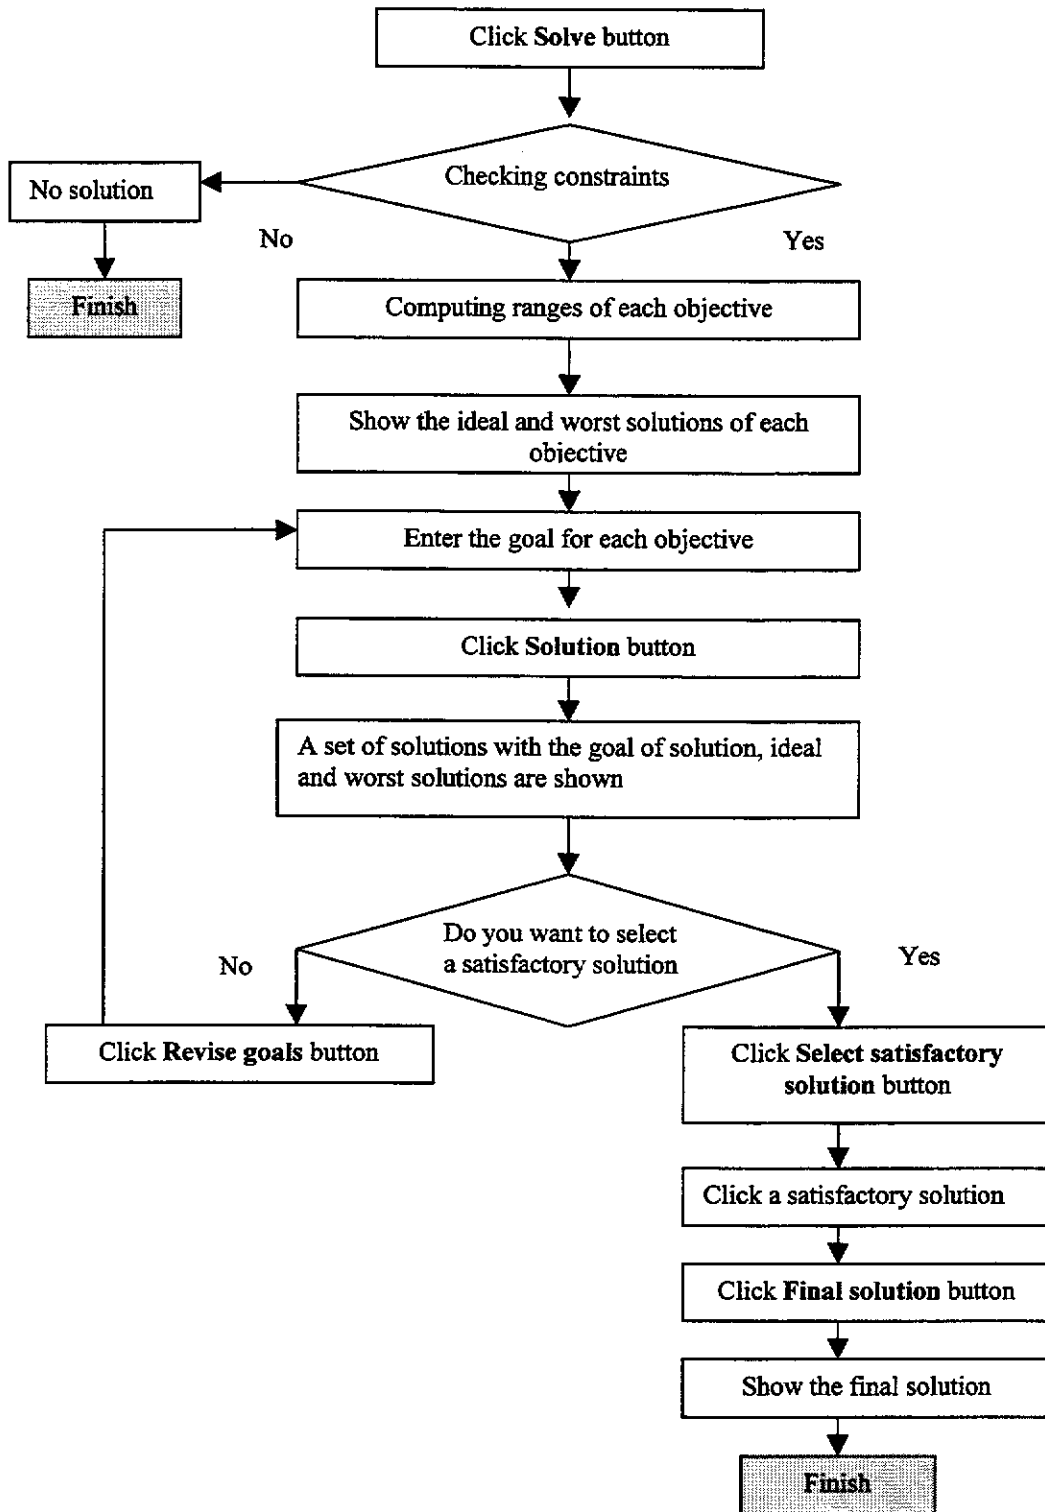 Click Solve button
Checking constraints
No solution
No
Yes
Finish
Computing ranges of each objective
Show the ideal and worst solutions of each
objective
Enter the goal for each objective
Click Solution button
A set of solutions with the goal of solution, ideal
and worst solutions are shown
Do you want to select
a satisfactory solution
No
Yes
Click Revise goals button
Click Select satisfactory
solution button
Click a satisfactory solution
Click Final solution button
Show the final solution
Finish